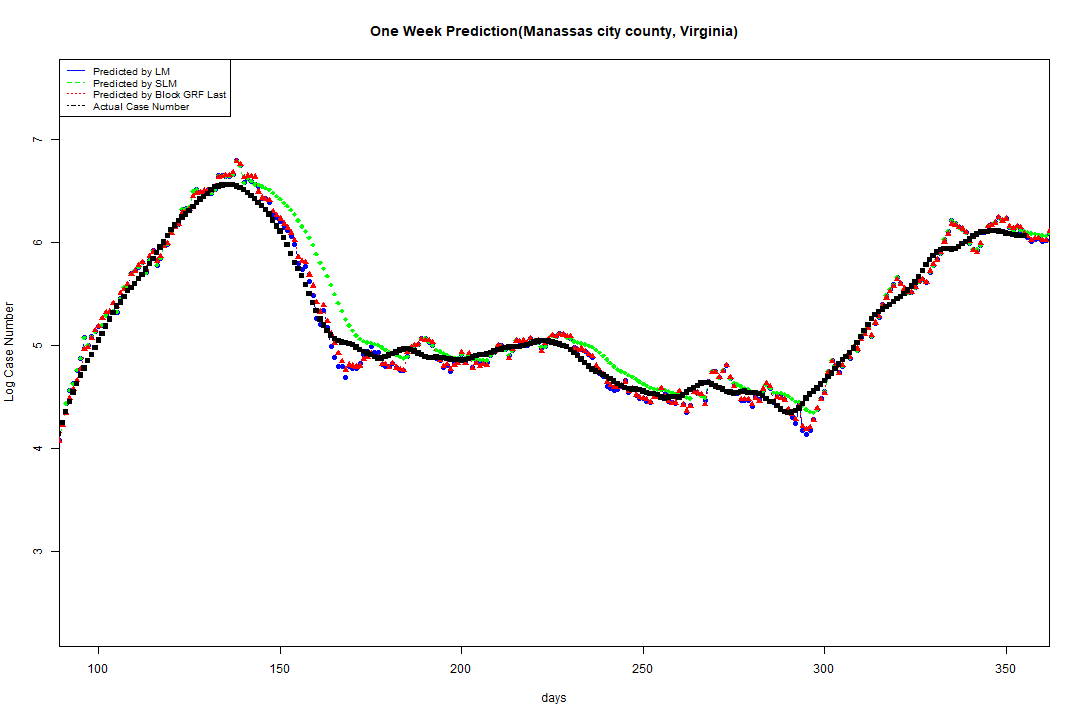 One Week Prediction(Manassas city county, Virginia)
Predicted by LM
Predicted by SLM
Predicted by Block GRF Last
Actual Case Number
7
6
5
4
3
Log Case Number
100 150 200 250 300 350
days